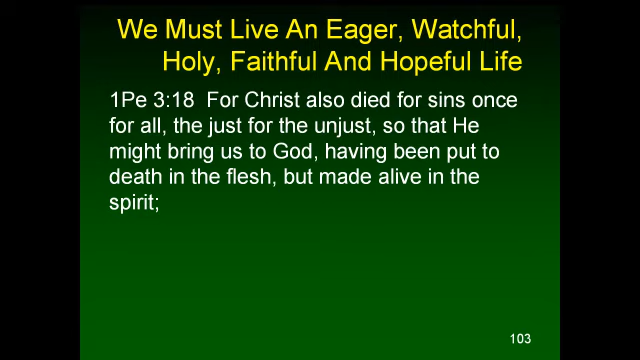 We Must Live An Eager, Watchful,
Holy, Faithful And Hopeful Life
1Pe 3:18  For Christ also died for sins once
for all, the just for the unjust, so that He
might bring us to God, having been put to
death in the flesh, but made alive in the
spirit;
103